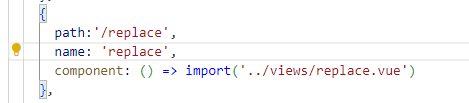 {
path:'/replace',
name: 'replace',
component: () => import('../views/replace.vue')
},